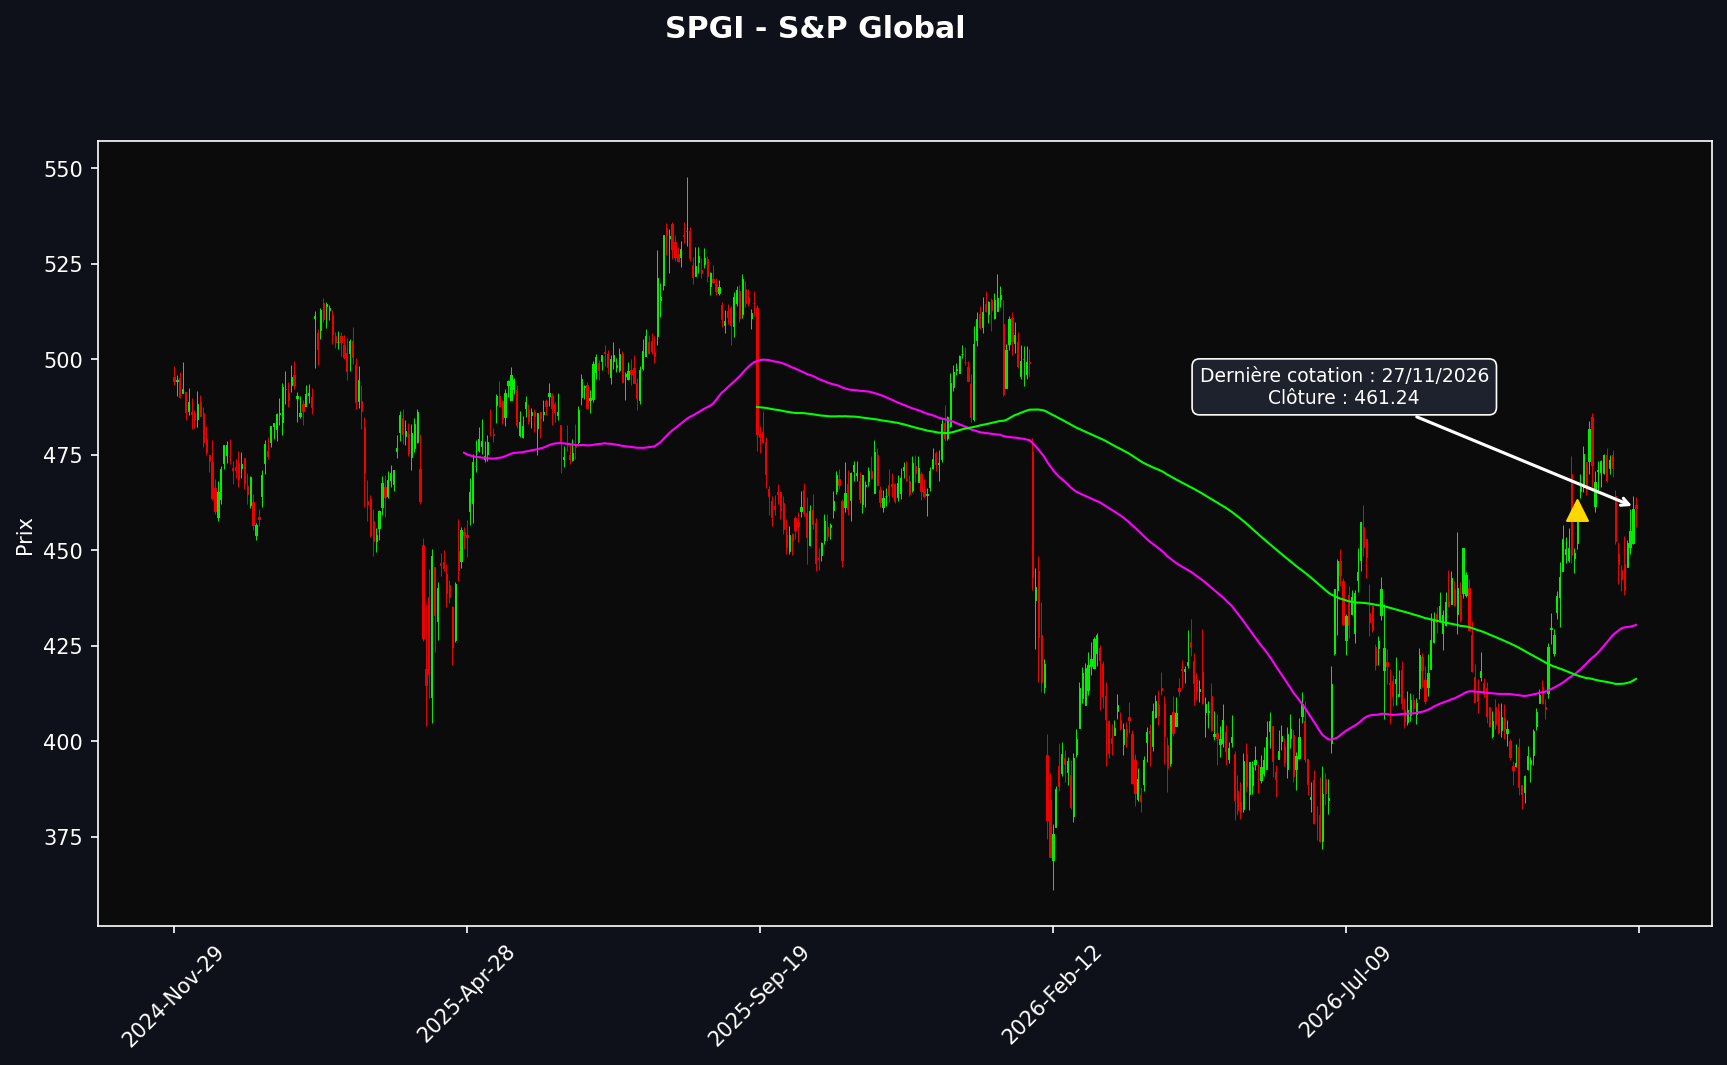 SPGI - S&P Global
Prix
550
525
500
475
450
425
400
375
Dernière cotation : 27/11/2026
Clôture : 461.24
2024-Nov-29
2025-Apr-28
2025-Sep-19
2026-Feb-12
2026-Jul-09